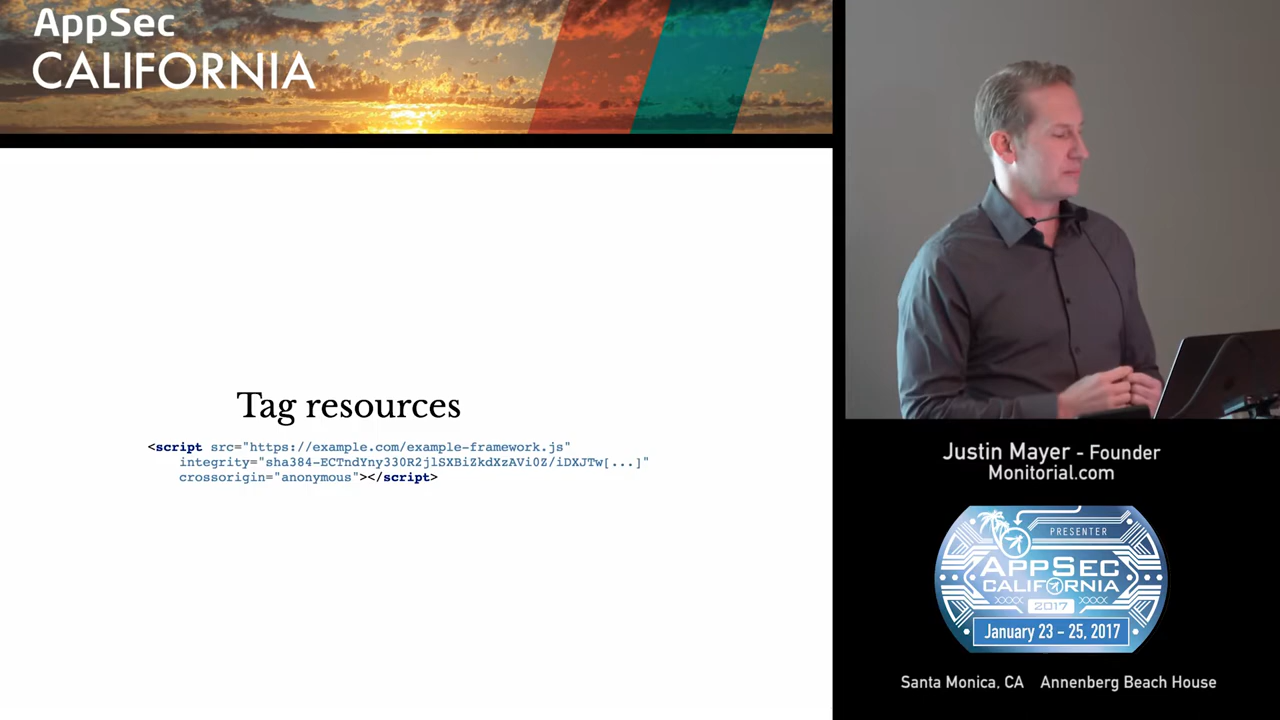 AppSec
CALIFORNIA
Tag resources
<script src="https://example.com/example-framework.js"
integrity="sha384-ECTndYny330R2jlSXBiZkdXzAVi0Z/iDXJTw[...]"
crossorigin="anonymous"></script>
Justin Mayer - Founder
Monitorial.com
PRESENTER
APPSEC
CALIFORNIA
2017
January 23 - 25, 2017
Santa Monica, CA Annenberg Beach House